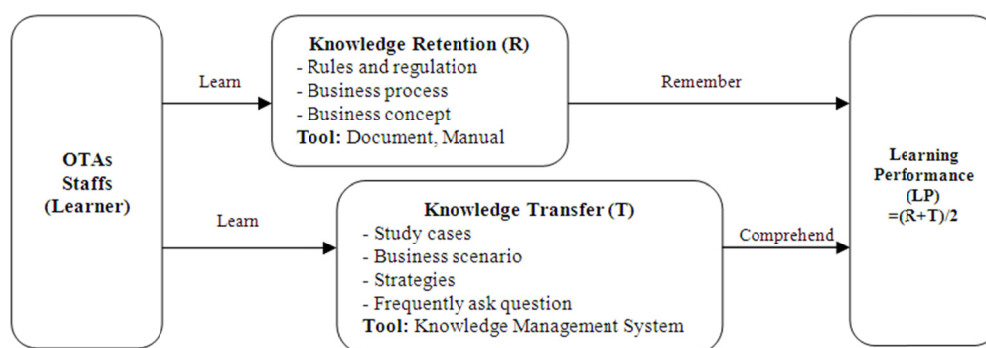 OTAs
Staffs
(Learner)
Learn
Knowledge Retention (R)
- Rules and regulation
- Business process
- Business concept
Tool: Document, Manual
Remember
Learn
Knowledge Transfer (T)
- Study cases
- Business scenario
- Strategies
- Frequently ask question
Tool: Knowledge Management System
Comprehend
Learning
Performance
(LP)
=(R+T)/2